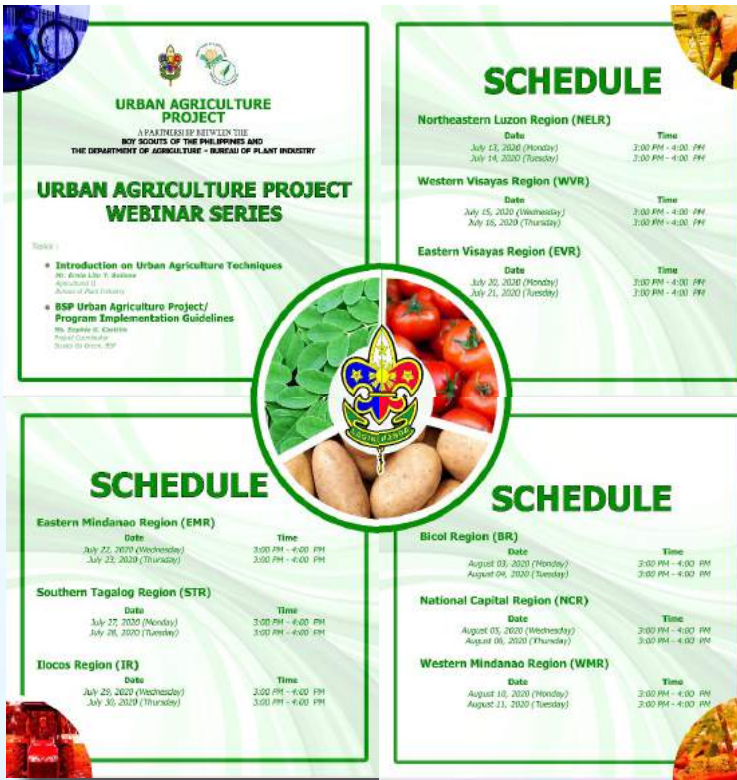 URBAN AGRICULTURE
PROJECT
A PARTNERSHIP BETWEEN THE
BOY SCOUTS OF THE PHILIPPINES AND
THE DEPARTMENT OF AGRICULTURE - BUREAU OF PLANT INDUSTRY
URBAN AGRICULTURE PROJECT
WEBINAR SERIES
Topics :
Introduction on Urban Agriculture Techniques
Agriculturist II
Bureau of Plant Industry
BSP Urban Agriculture Project/
Program Implementation Guidelines
Project Coordinator
SCHEDULE
Northeastern Luzon Region (NELR)
Date Time
July 13, 2020 (Monday) 3:00 PM - 4:00 PM
July 14, 2020 (Tuesday) 3:00 PM - 4:00 PM
Western Visayas Region (WVR)
Date Time
July 15, 2020 (Wednesday) 3:00 PM - 4:00 PM
July 16, 2020 (Thursday) 3:00 PM - 4:00 PM
Eastern Visayas Region (EVR)
Date Time
July 20, 2020 (Monday) 3:00 PM - 4:00 PM
July 21, 2020 (Tuesday) 3:00 PM - 4:00 PM
LAGING HANDA
SCHEDULE
Eastern Mindanao Region (EMR)
Date Time
July 22, 2020 (Wednesday) 3:00 PM - 4:00 PM
July 23, 2020 (Thursday) 3:00 PM - 4:00 PM
Southern Tagalog Region (STR)
Date Time
July 27, 2020 (Monday) 3:00 PM - 4:00 PM
July 28, 2020 (Tuesday) 3:00 PM - 4:00 PM
Ilocos Region (IR)
Date Time
July 29, 2020 (Wednesday) 3:00 PM - 4:00 PM
July 30, 2020 (Thursday) 3:00 PM - 4:00 PM
SCHEDULE
Bicol Region (BR)
Date Time
August 03, 2020 (Monday) 3:00 PM - 4:00 PM
August 04, 2020 (Tuesday) 3:00 PM - 4:00 PM
National Capital Region (NCR)
Date Time
August 05, 2020 (Wednesday) 3:00 PM - 4:00 PM
August 06, 2020 (Thursday) 3:00 PM - 4:00 PM
Western Mindanao Region (WMR)
Date Time
August 10, 2020 (Monday) 3:00 PM - 4:00 PM
August 11, 2020 (Tuesday) 3:00 PM - 4:00 PM